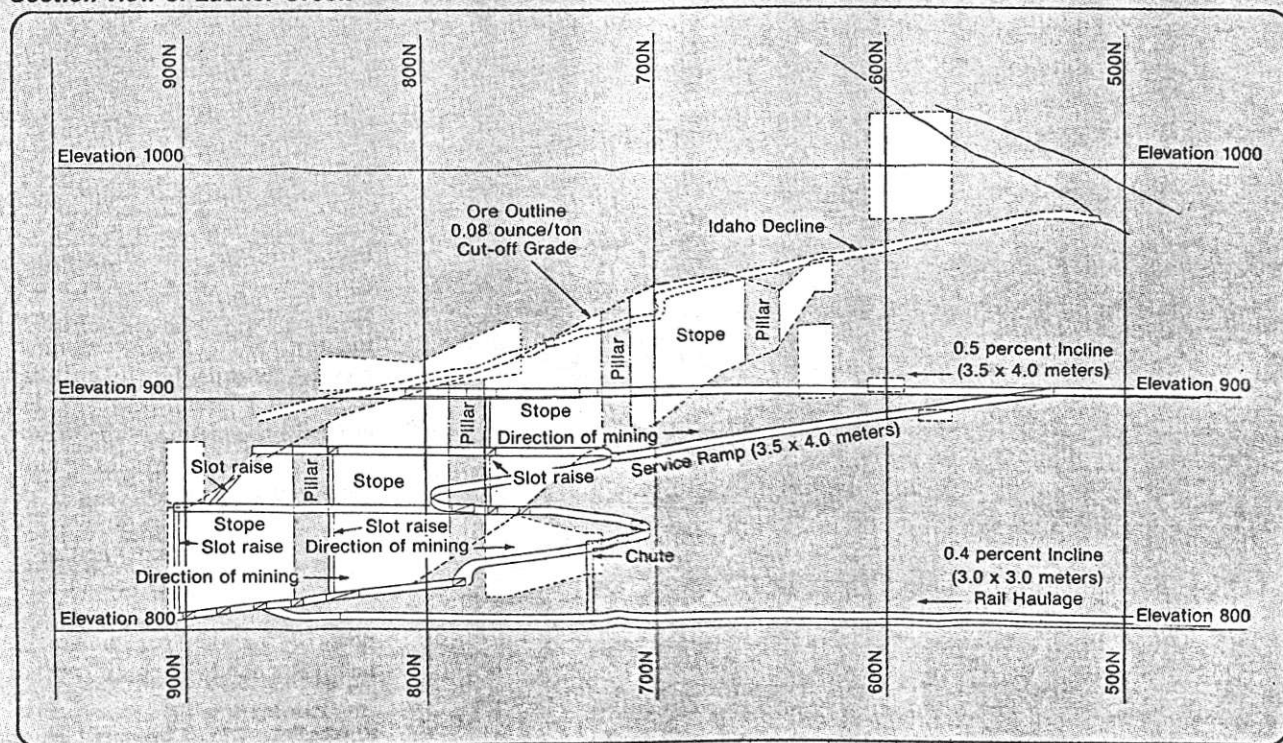 Section View of
900N
800N
700N
600N
500N
Elevation 1000
Elevation 1000
Ore Outline
0.08 ounce/ton
Cut-off Grade
Idaho Decline
Pillar
Stope
Pillar
0.5 percent Incline
(3.5 x 4.0 meters)
Elevation 900
Elevation 900
Pillar
Stope
Direction of mining
Service Ramp (3.5 x 4.0 meters)
Slot raise
Pillar
Stope
Slot raise
Stope
Slot raise
Slot raise
Direction of mining
Chute
Direction of mining
0.4 percent Incline
(3.0 x 3.0 meters)
Rail Haulage
Elevation 800
Elevation 800
900N
800N
700N
600N
500N